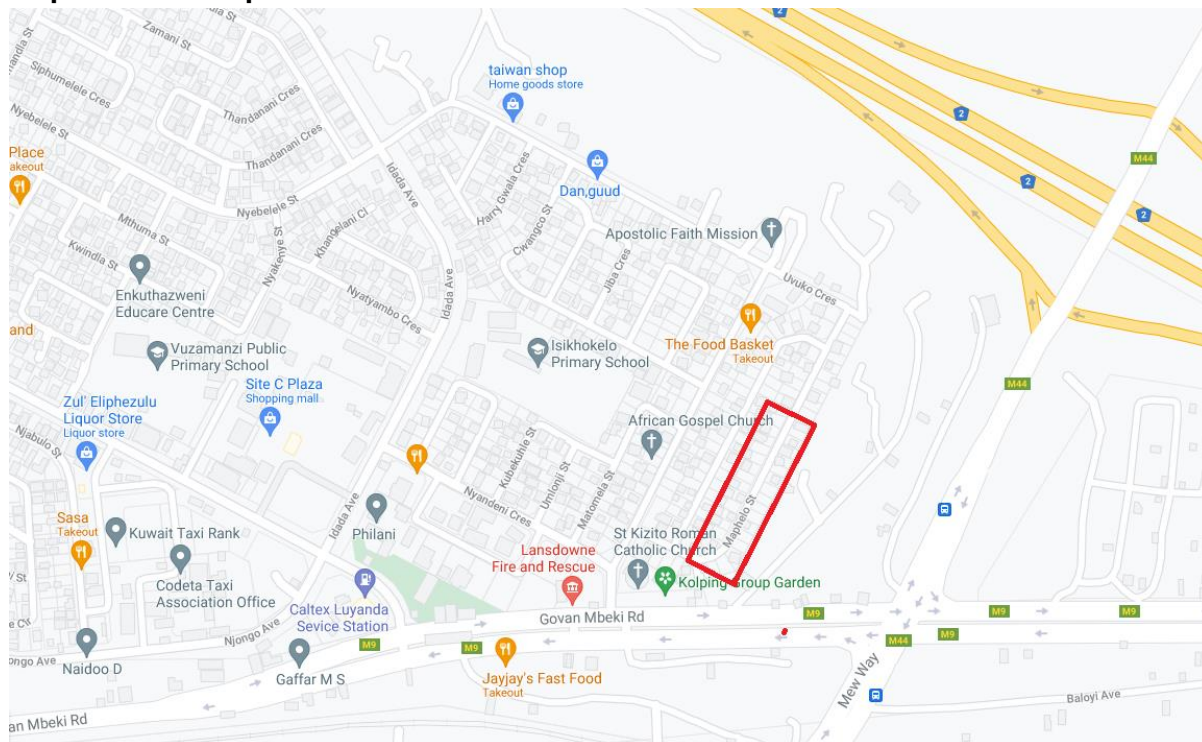 Zamani St
Siphumelele Cres
Thandanani Cres
taiwan shop
Home goods store
2
M44
Nyebelele St
Thandanani Cres
Idada Ave
Harry Gwala Cres
Dan,guud
2
2
2
Place
Nyebelele St
Cwangco St
Apostolic Faith Mission
Mthuma St
Khangelani Cl
Jiba Cres
Uvuko Cres
Kwindla St
Nyakenye St
Idada Ave
Enkuthazweni
Educare Centre
Nyatyambo Cres
and
Vuzamanzi Public
Primary School
Isikhokelo
Primary School
The Food Basket
Takeout
M44
Site C Plaza
Shopping mall
Zul' Eliphezulu
Liquor Store
Liquor store
African Gospel Church
Njabulo St
Kubekuhle St
Umlonji St
Matomela St
Nyandeni Cres
Maphelo St
Sasa
Takeout
Kuwait Taxi Rank
Idada Ave
Philani
St Kizito Roman
Catholic Church
Lansdowne
Fire and Rescue
Kolping Group Garden
Codeta Taxi
Association Office
Caltex Luyanda
Sevice Station
Govan Mbeki Rd
M9
M9
M9
Njongo Ave
M9
M9
M44
M9
ongo Ave
Naidoo D
Gaffar M S
Jayjay's Fast Food
Takeout
Mew Way
Baloyi Ave
an Mbeki Rd